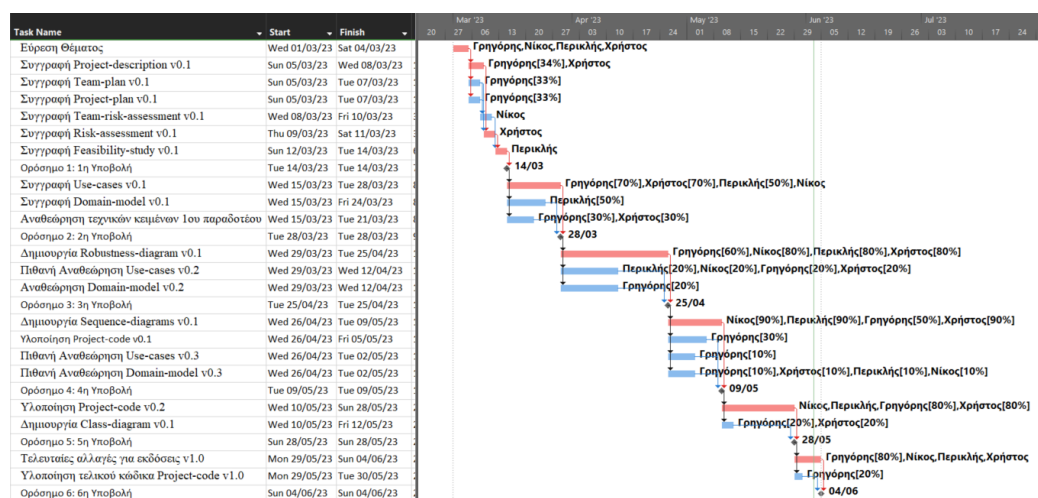 Mar '23 Apr '23 May '23 Jun '23 Jul '23
Task Name Start Finish 20 27 06 13 20 27 03 10 17 24 01 08 15 22 29 05 12 19 26 03 10 17 24
Εύρεση Θέματος Wed 01/03/23 Sat 04/03/23 Γρηγόρης,Νίκος,Περικλής,Χρήστος
Συγγραφή Project-description v0.1 Sun 05/03/23 Wed 08/03/23 Γρηγόρης[34%],Χρήστος
Συγγραφή Team-plan v0.1 Sun 05/03/23 Tue 07/03/23 Γρηγόρης[33%]
Συγγραφή Project-plan v0.1 Sun 05/03/23 Tue 07/03/23 Γρηγόρης[33%]
Συγγραφή Team-risk-assessment v0.1 Wed 08/03/23 Fri 10/03/23 Νίκος
Συγγραφή Risk-assessment v0.1 Thu 09/03/23 Sat 11/03/23 Χρήστος
Συγγραφή Feasibility-study v0.1 Sun 12/03/23 Tue 14/03/23 Περικλής
Ορόσημο 1: 1η Υποβολή Tue 14/03/23 Tue 14/03/23 14/03
Συγγραφή Use-cases v0.1 Wed 15/03/23 Tue 28/03/23 Γρηγόρης[70%],Χρήστος[70%],Περικλής[50%],Νίκος
Συγγραφή Domain-model v0.1 Wed 15/03/23 Fri 24/03/23 Περικλής[50%]
Αναθεώρηση τεχνικών κειμένων 1ου παραδοτέου Wed 15/03/23 Tue 21/03/23 Γρηγόρης[30%],Χρήστος[30%]
Ορόσημο 2: 2η Υποβολή Tue 28/03/23 Tue 28/03/23 28/03
Δημιουργία Robustness-diagram v0.1 Wed 29/03/23 Tue 25/04/23 Γρηγόρης[60%],Νίκος[80%],Περικλής[80%],Χρήστος[80%]
Πιθανή Αναθεώρηση Use-cases v0.2 Wed 29/03/23 Wed 12/04/23 Περικλής[20%],Νίκος[20%],Γρηγόρης[20%],Χρήστος[20%]
Αναθεώρηση Domain-model v0.2 Wed 29/03/23 Wed 12/04/23 Γρηγόρης[20%]
Ορόσημο 3: 3η Υποβολή Tue 25/04/23 Tue 25/04/23 25/04
Δημιουργία Sequence-diagrams v0.1 Wed 26/04/23 Tue 09/05/23 Νίκος[90%],Περικλής[90%],Γρηγόρης[50%],Χρήστος[90%]
Υλοποίηση Project-code v0.1 Wed 26/04/23 Fri 05/05/23 Γρηγόρης[30%]
Πιθανή Αναθεώρηση Use-cases v0.3 Wed 26/04/23 Tue 02/05/23 Γρηγόρης[10%]
Πιθανή Αναθεώρηση Domain-model v0.3 Wed 26/04/23 Tue 02/05/23 Γρηγόρης[10%],Χρήστος[10%],Περικλής[10%],Νίκος[10%]
Ορόσημο 4: 4η Υποβολή Tue 09/05/23 Tue 09/05/23 09/05
Υλοποίηση Project-code v0.2 Wed 10/05/23 Sun 28/05/23 Νίκος,Περικλής,Γρηγόρης[80%],Χρήστος[80%]
Δημιουργία Class-diagram v0.1 Wed 10/05/23 Fri 12/05/23 Γρηγόρης[20%],Χρήστος[20%]
Ορόσημο 5: 5η Υποβολή Sun 28/05/23 Sun 28/05/23 28/05
Τελευταίες αλλαγές για εκδόσεις v1.0 Mon 29/05/23 Sun 04/06/23 Γρηγόρης[80%],Νίκος,Περικλής,Χρήστος
Υλοποίηση τελικού κώδικα Project-code v1.0 Mon 29/05/23 Tue 30/05/23 Γρηγόρης[20%]
Ορόσημο 6: 6η Υποβολή Sun 04/06/23 Sun 04/06/23 04/06